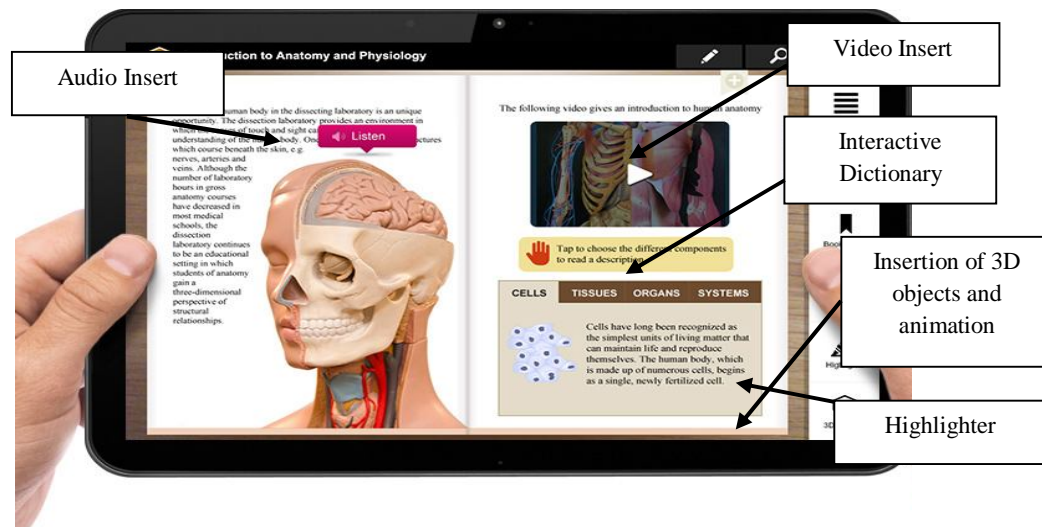 Audio Insert
Video Insert
Interactive
Dictionary
Insertion of 3D
objects and
animation
Highlighter
to Anatomy and Physiology
human body in the dissecting laboratory is an unique
opportunity. The dissection laboratory provides an environment in
which the of touch and sight
understanding of the body.
which course beneath the skin, e.g.
nerves, arteries and
veins. Although the
number of laboratory
hours in gross
anatomy courses
have decreased in
most medical
schools, the
dissection
laboratory continues
to be an educational
setting in which
students of anatomy
gain a
three-dimensional
perspective of
structural
relationships.
Listen
The following video gives an introduction to human anatomy
Tap to choose the different components
to read a description
CELLS TISSUES ORGANS SYSTEMS
Cells have long been recognized as
the simplest units of living matter that
can maintain life and reproduce
themselves. The human body, which
is made up of numerous cells, begins
as a single, newly fertilized cell.